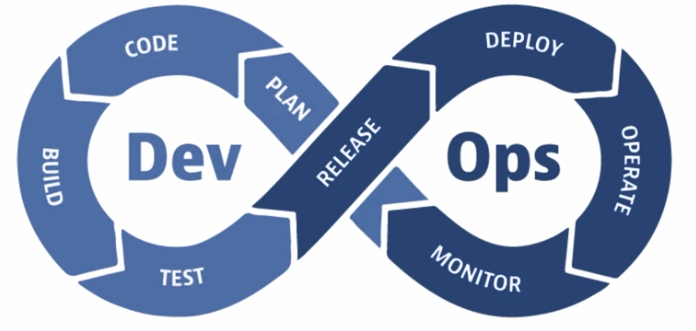 CODE
PLAN
BUILD
Dev
TEST
RELEASE
DEPLOY
Ops
OPERATE
MONITOR